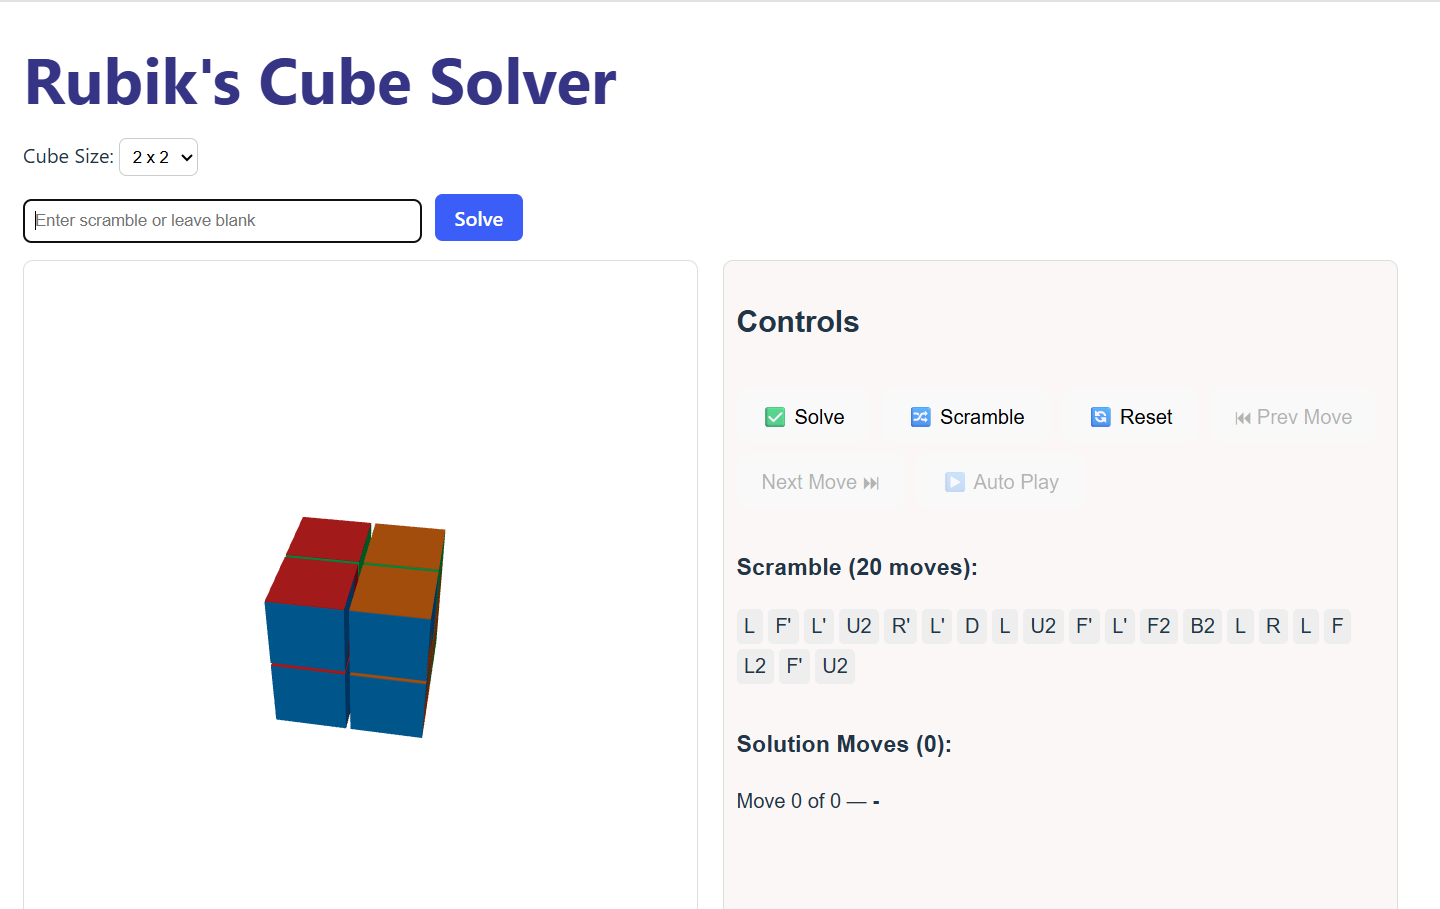 Rubik's Cube Solver
Cube Size: 2 x 2
Enter scramble or leave blank Solve
Controls
✅ Solve 🔀 Scramble 🔄 Reset ⏮ Prev Move
Next Move ⏭ ▶ Auto Play
Scramble (20 moves):
L F' L' U2 R' L' D L U2 F' L' F2 B2 L R L F
L2 F' U2
Solution Moves (0):
Move 0 of 0 — -